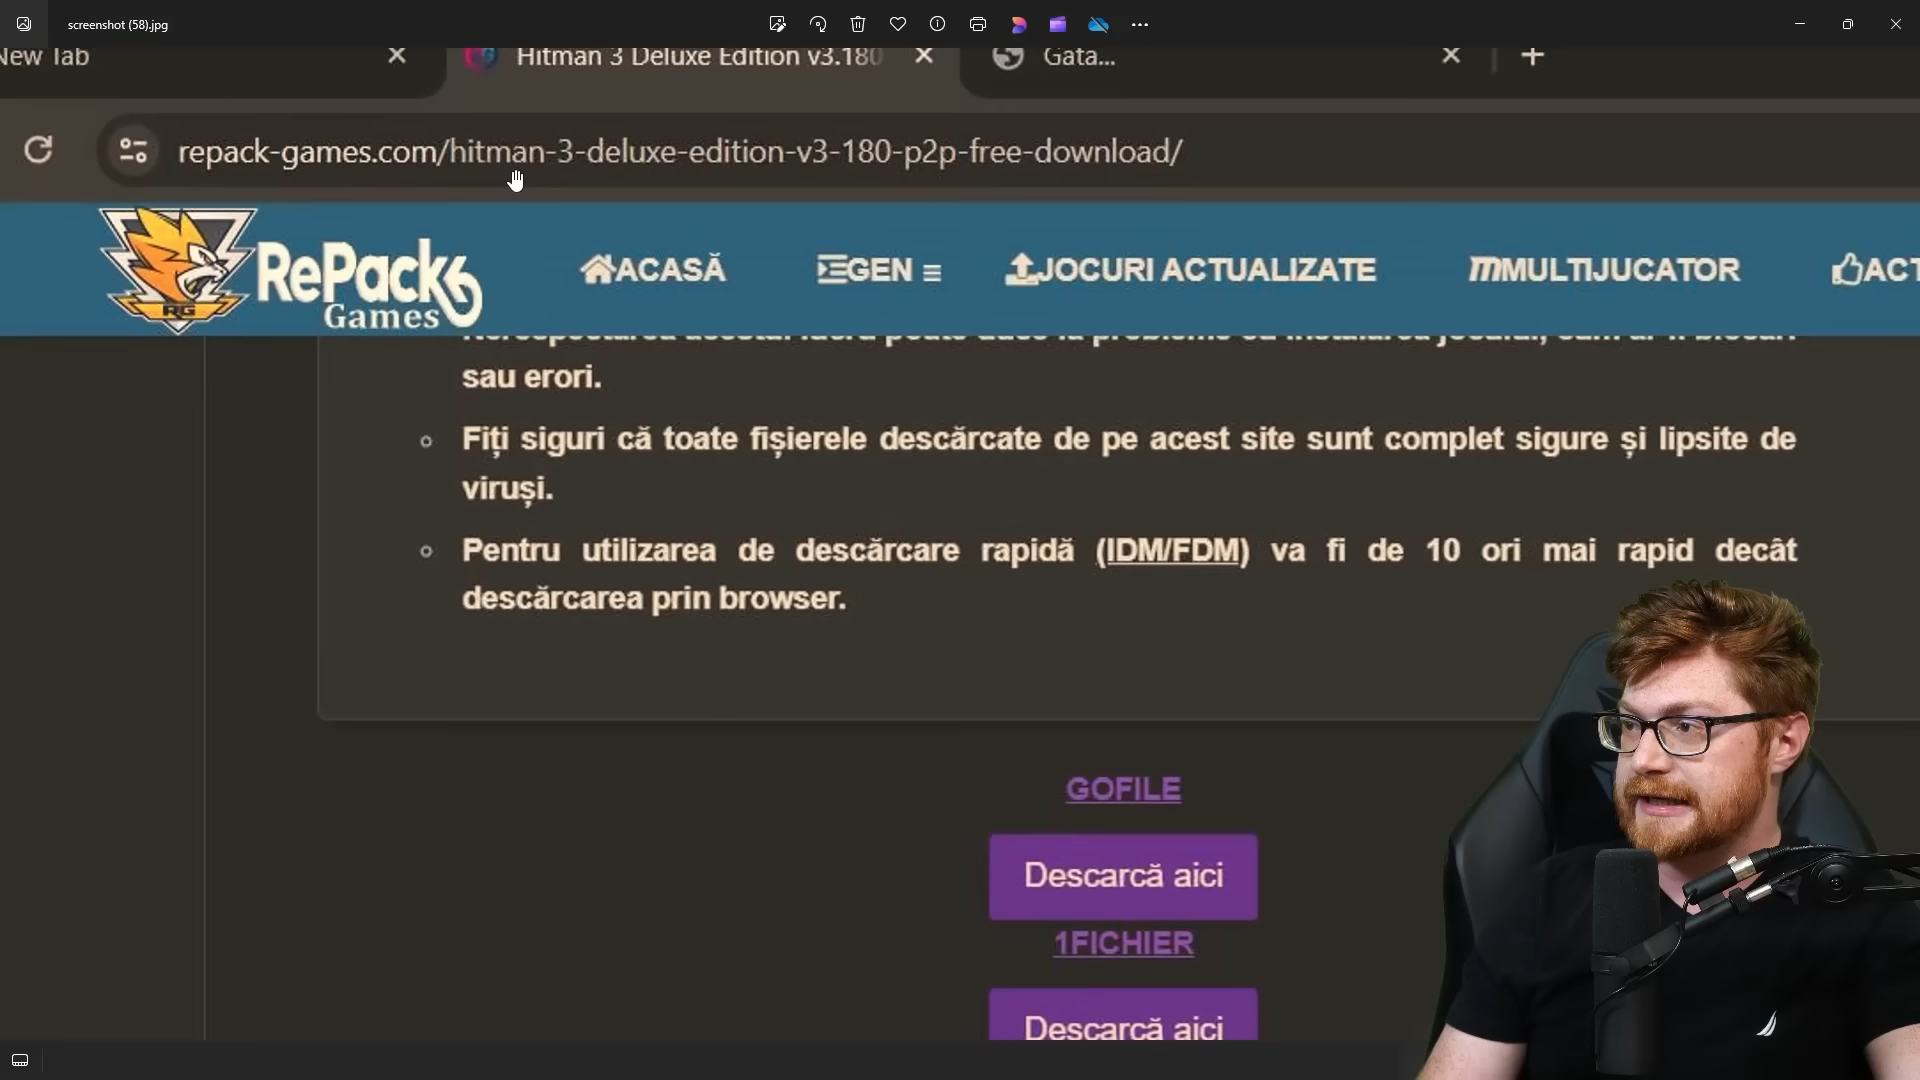 screenshot (58).jpg
New Tab
Hitman 3 Deluxe Edition v3.180
Gata...
repack-games.com/hitman-3-deluxe-edition-v3-180-p2p-free-download/
RePack6
Games
RG
ACASĂ
GEN
JOCURI ACTUALIZATE
MULTIJUCATOR
ACT
sau erori.
Fiți siguri că toate fișierele descărcate de pe acest site sunt complet sigure și lipsite de
viruși.
Pentru utilizarea de descărcare rapidă (IDM/FDM) va fi de 10 ori mai rapid decât
descărcarea prin browser.
GOFILE
Descarcă aici
1FICHIER
Descarcă aici